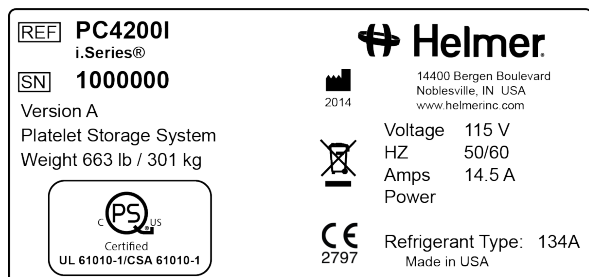 REF PC4200I
i.Series®
SN 1000000
Version A
Platelet Storage System
Weight 663 lb / 301 kg
C PS ® US
Certified
UL 61010-1/CSA 61010-1
Helmer
14400 Bergen Boulevard
Noblesville, IN USA
www.helmerinc.com
2014
Voltage 115 V
HZ 50/60
Amps 14.5 A
Power
CE
2797
Refrigerant Type: 134A
Made in USA